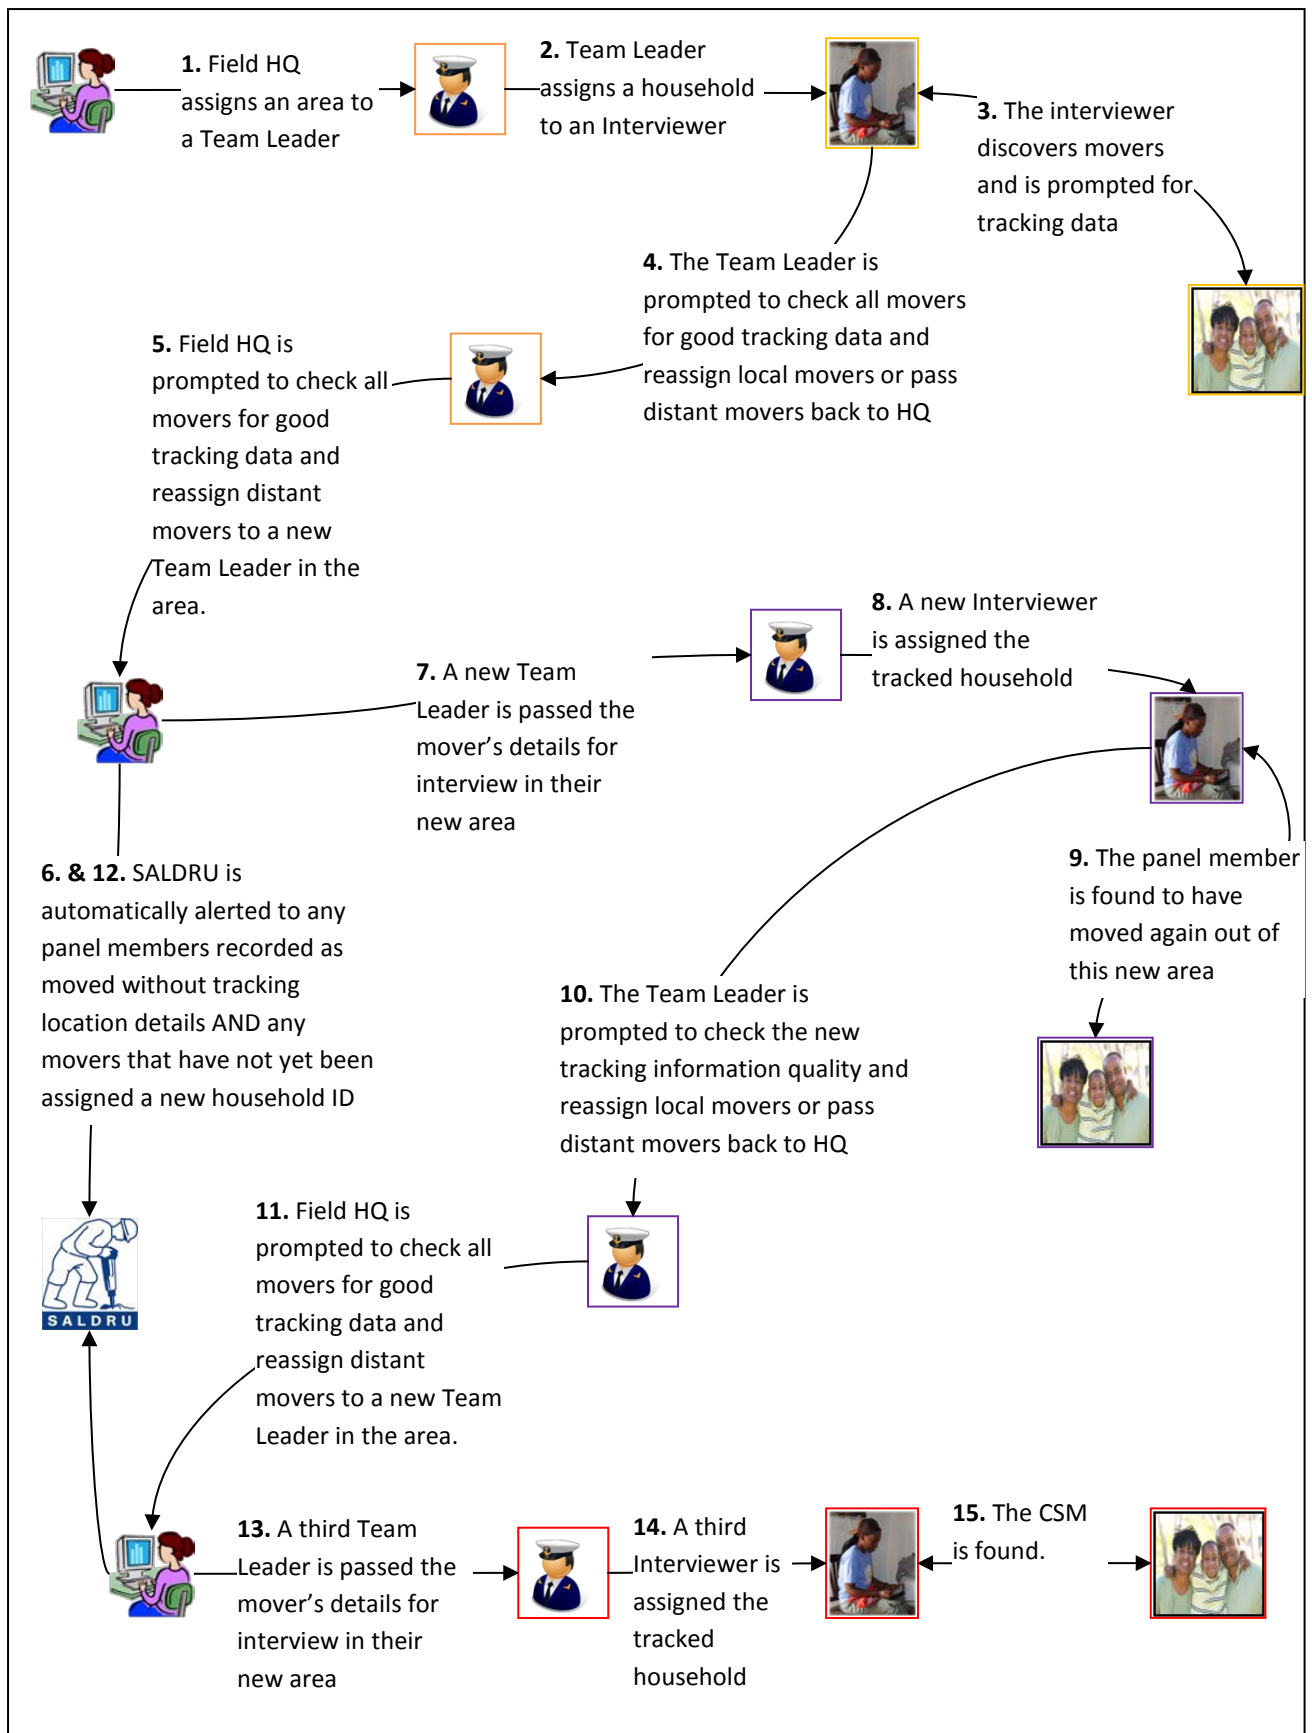 1. Field HQ
assigns an area to
a Team Leader
2. Team Leader
assigns a household
to an Interviewer
3. The interviewer
discovers movers
and is prompted for
tracking data
4. The Team Leader is
prompted to check all movers
for good tracking data and
reassign local movers or pass
distant movers back to HQ
5. Field HQ is
prompted to check all
movers for good
tracking data and
reassign distant
movers to a new
Team Leader in the
area.
6. & 12. SALDRU is
automatically alerted to any
panel members recorded as
moved without tracking
location details AND any
movers that have not yet been
assigned a new household ID
7. A new Team
Leader is passed the
mover’s details for
interview in their
new area
8. A new Interviewer
is assigned the
tracked household
9. The panel member
is found to have
moved again out of
this new area
10. The Team Leader is
prompted to check the new
tracking information quality and
reassign local movers or pass
distant movers back to HQ
11. Field HQ is
prompted to check all
movers for good
tracking data and
reassign distant
movers to a new Team
Leader in the area.
SALDRU
13. A third Team
Leader is passed the
mover’s details for
interview in their
new area
14. A third
Interviewer is
assigned the
tracked
household
15. The CSM
is found.